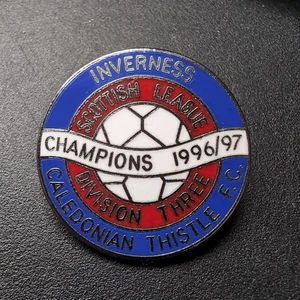 INVERNESS
SCOTTISH LEAGUE
CHAMPIONS 1996/97
DIVISION THREE
CALEDONIAN THISTLE F.C.